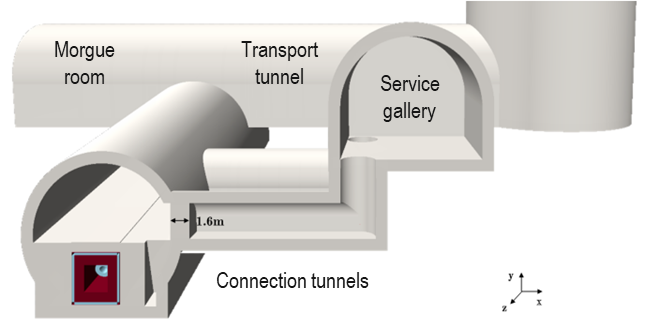 Morgue
room
Transport
tunnel
Service
gallery
1.6m
Connection tunnels
y
x
z